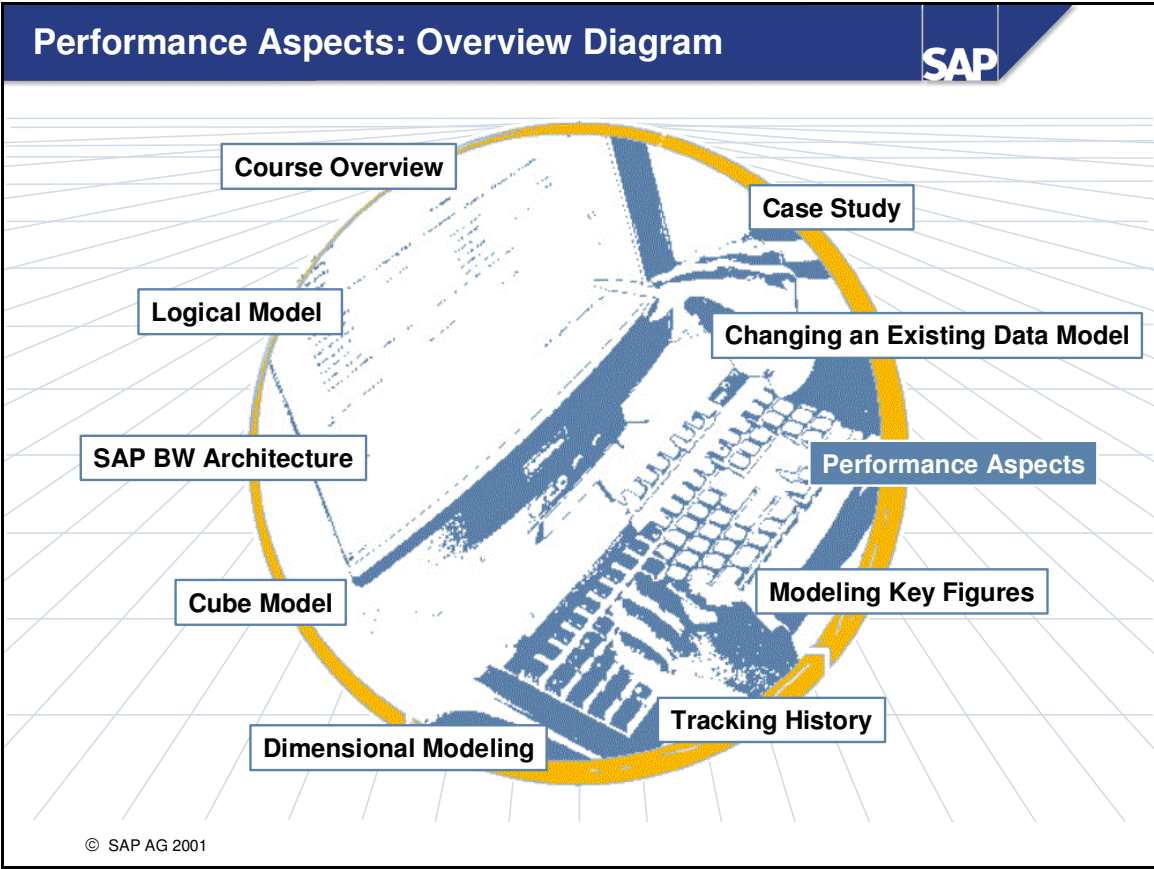 Performance Aspects: Overview Diagram
SAP
Course Overview
Case Study
Logical Model
Changing an Existing Data Model
SAP BW Architecture
Performance Aspects
Cube Model
Modeling Key Figures
Tracking History
Dimensional Modeling
© SAP AG 2001